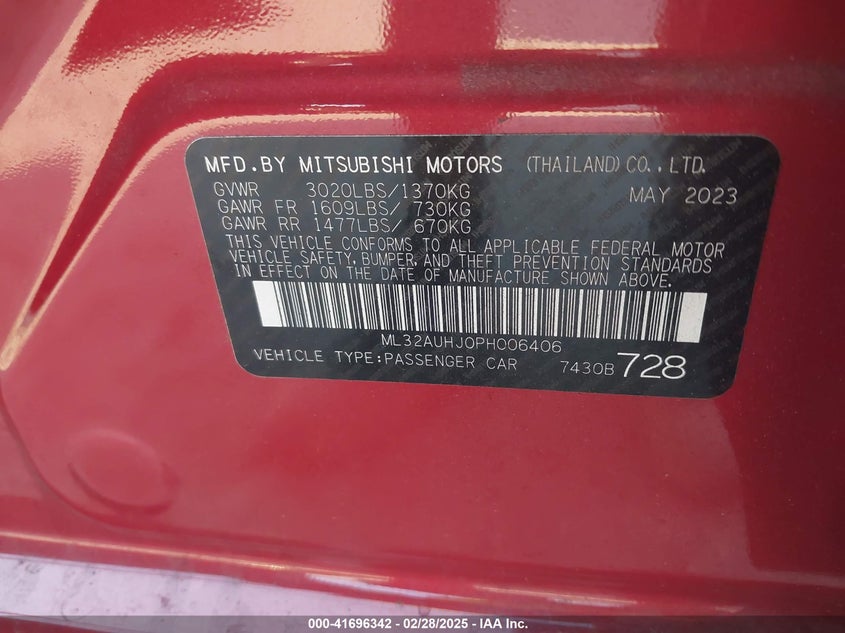 MFD.BY MITSUBISHI MOTORS (THAILAND)CO., LTD.
GVWR 3020LBS/1370KG MAY 2023
GAWR FR 1609LBS/ 730KG
GAWR RR 1477LBS/ 670KG
THIS VEHICLE CONFORMS TO ALL APPLICABLE FEDERAL MOTOR
VEHICLE SAFETY, BUMPER, AND THEFT PREVENTION STANDARDS
IN EFFECT ON THE DATE OF MANUFACTURE SHOWN ABOVE.
ML32AUHJ0PH006406
VEHICLE TYPE:PASSENGER CAR 7430B 728
000-41696342 / 02/28/2025 - IAA Inc.